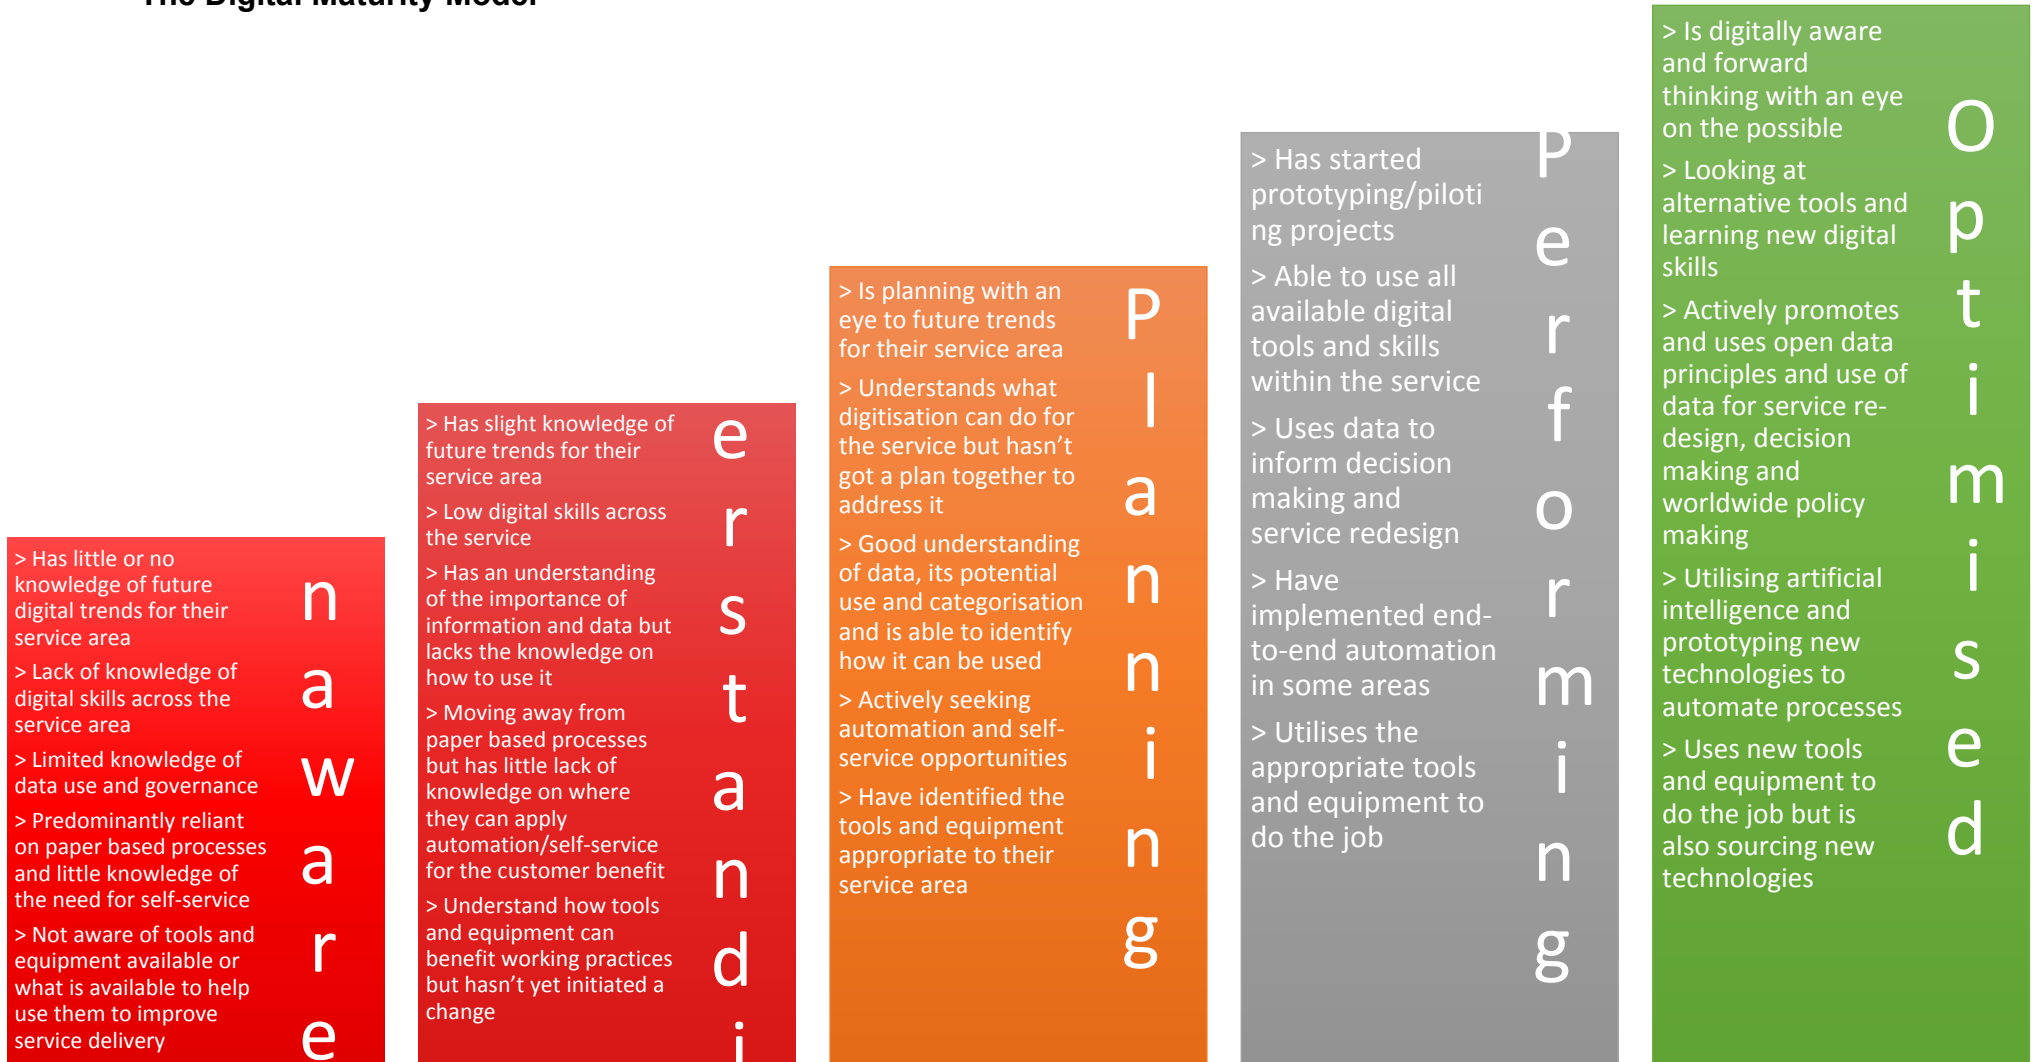 The Digital Maturity Model
> Has little or no
knowledge of future
digital trends for their
service area
> Lack of knowledge of
digital skills across the
service area
> Limited knowledge of
data use and governance
> Predominantly reliant
on paper based processes
and little knowledge of
the need for self-service
> Not aware of tools and
equipment available or
what is available to help
use them to improve
service delivery
naware
> Has slight knowledge of
future trends for their
service area
> Low digital skills across
the service
> Has an understanding
of the importance of
information and data but
lacks the knowledge on
how to use it
> Moving away from
paper based processes
but has little lack of
knowledge on where
they can apply
automation/self-service
for the customer benefit
> Understand how tools
and equipment can
benefit working practices
but hasn't yet initiated a
change
erstandi
> Is planning with an
eye to future trends
for their service area
> Understands what
digitisation can do for
the service but hasn't
got a plan together to
address it
> Good understanding
of data, its potential
use and categorisation
and is able to identify
how it can be used
> Actively seeking
automation and self-
service opportunities
> Have identified the
tools and equipment
appropriate to their
service area
Planning
> Has started
prototyping/piloti
ng projects
> Able to use all
available digital
tools and skills
within the service
> Uses data to
inform decision
making and
service redesign
> Have
implemented end-
to-end automation
in some areas
> Utilises the
appropriate tools
and equipment to
do the job
Performing
> Is digitally aware
and forward
thinking with an eye
on the possible
> Looking at
alternative tools and
learning new digital
skills
> Actively promotes
and uses open data
principles and use of
data for service re-
design, decision
making and
worldwide policy
making
> Utilising artificial
intelligence and
prototyping new
technologies to
automate processes
> Uses new tools
and equipment to
do the job but is
also sourcing new
technologies
Optimised